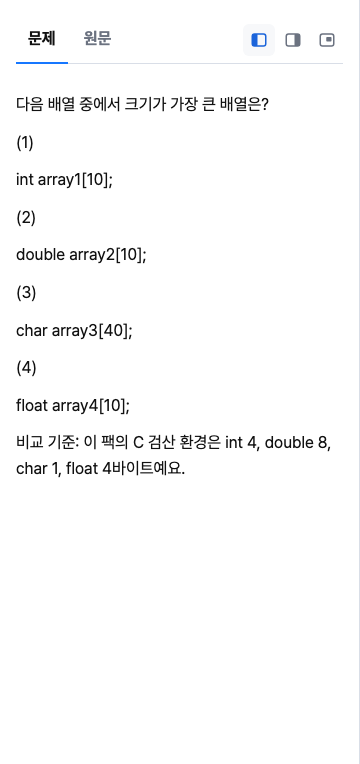 문제 원문
다음 배열 중에서 크기가 가장 큰 배열은?
(1)
int array1[10];
(2)
double array2[10];
(3)
char array3[40];
(4)
float array4[10];
비교 기준: 이 팩의 C 검산 환경은 int 4, double 8,
char 1, float 4바이트예요.